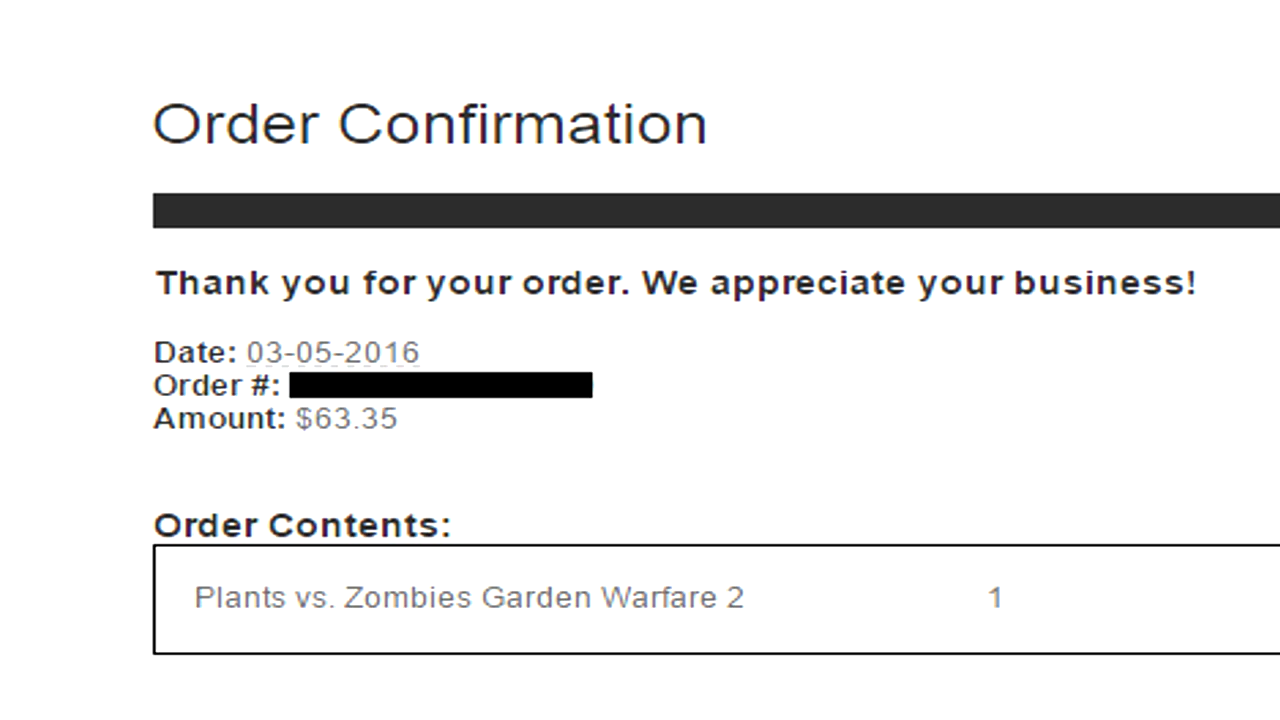 Order Confirmation
Thank you for your order. We appreciate your business!
Date: 03-05-2016
Order #:
Amount: $63.35
Order Contents:
Plants vs. Zombies Garden Warfare 2 1